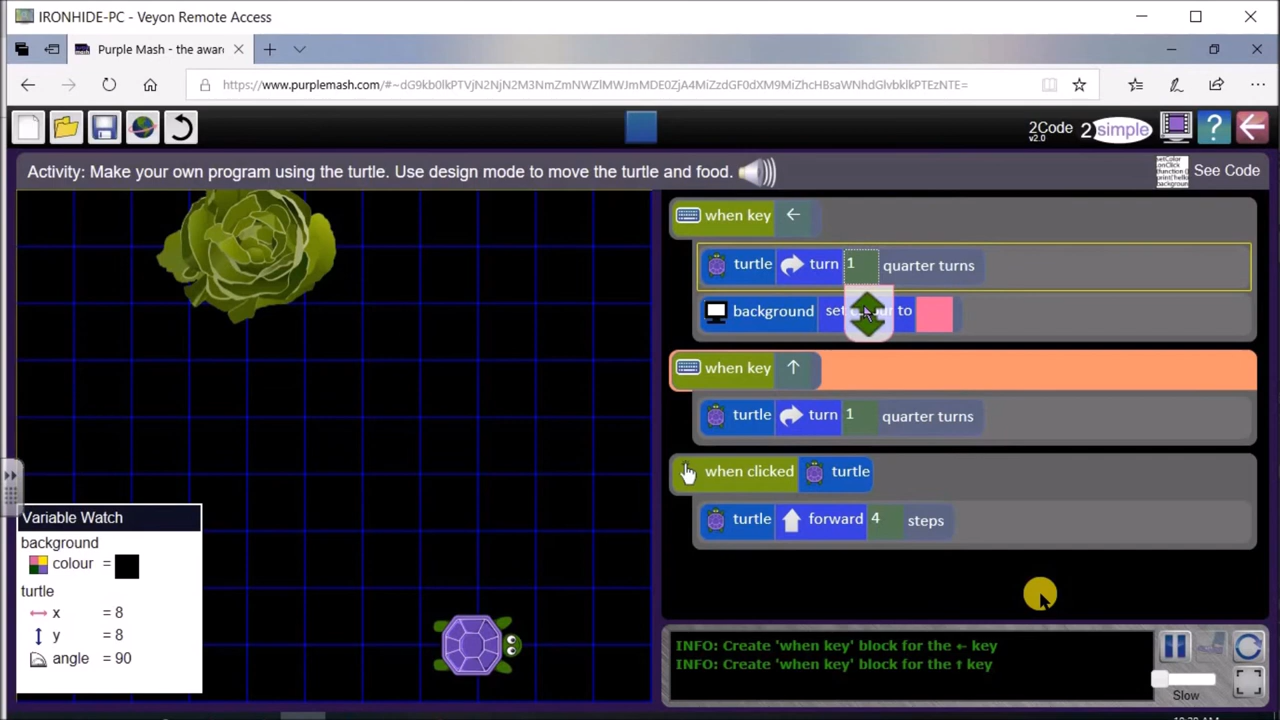 IRONHIDE-PC - Veyon Remote Access
Purple Mash - the awar
https://www.purplemash.com/#~dG9kb0lkPTVjN2NjN2M3NmZmNWZlMWJmMDE0ZjA4MiZzdGF0dXM9MiZhcHBsaWNhdGlvbklkPTEzNTE=
2Code
v2.0
2simple
Activity: Make your own program using the turtle. Use design mode to move the turtle and food.
See Code
when key ←
turtle turn 1 quarter turns
background to
when key ↑
turtle turn 1 quarter turns
when clicked turtle
turtle forward 4 steps
Variable Watch
background
colour =
turtle
x = 8
y = 8
angle = 90
INFO: Create 'when key' block for the ← key
INFO: Create 'when key' block for the ↑ key
Slow